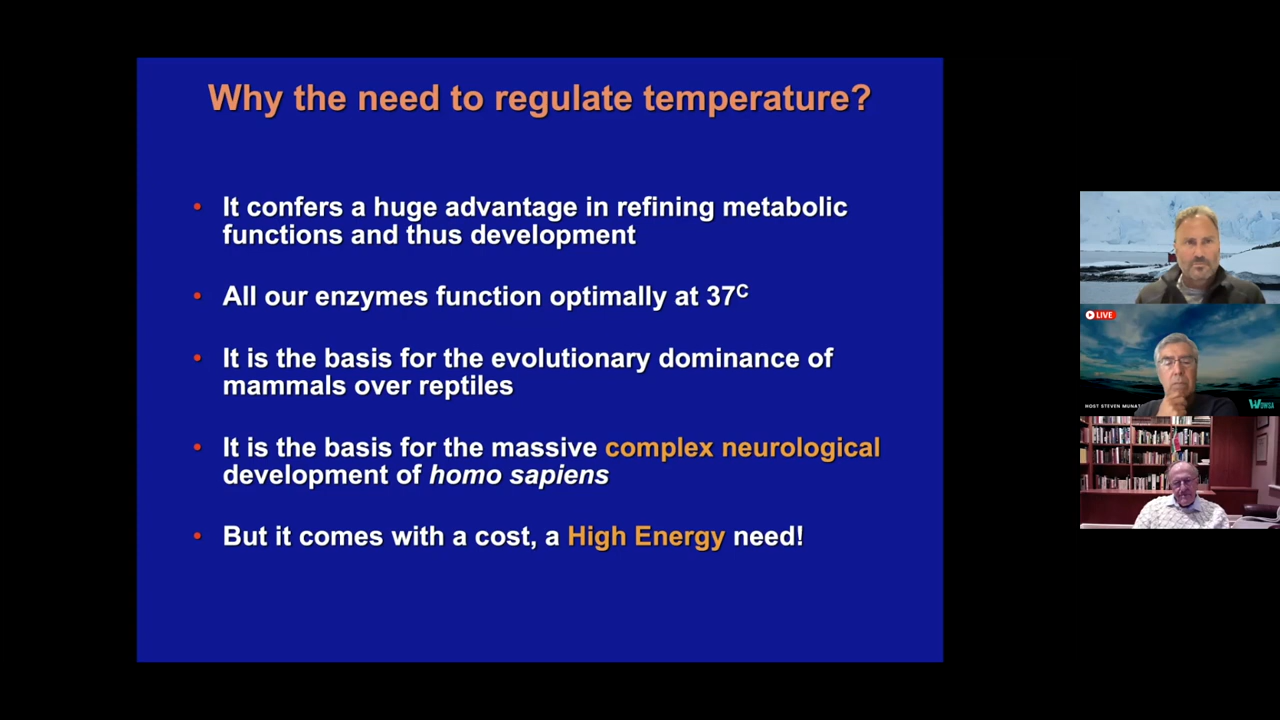 Why the need to regulate temperature?
• It confers a huge advantage in refining metabolic
functions and thus development
• All our enzymes function optimally at 37ᶜ
• It is the basis for the evolutionary dominance of
mammals over reptiles
• It is the basis for the massive complex neurological
development of homo sapiens
• But it comes with a cost, a High Energy need!
LIVE
HOST STEVEN